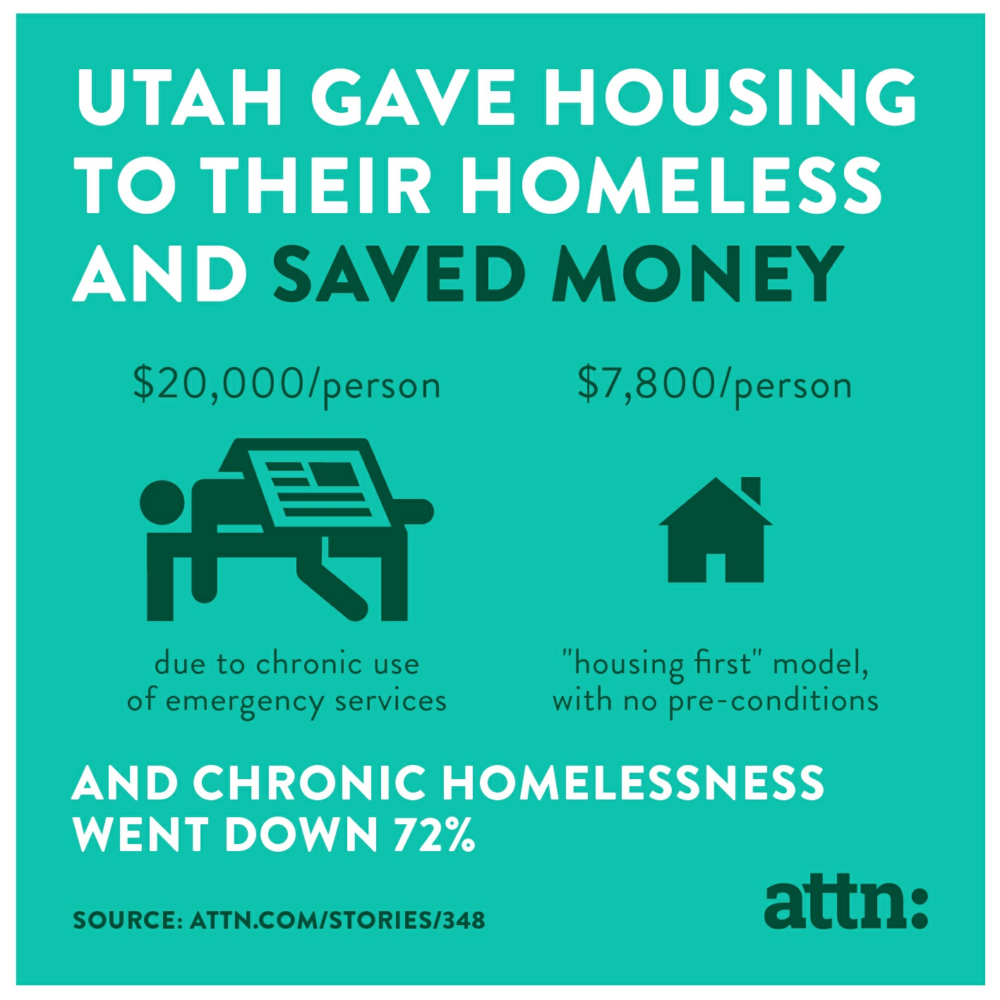 UTAH GAVE HOUSING
TO THEIR HOMELESS
AND SAVED MONEY
$20,000/person
$7,800/person
due to chronic use
of emergency services
"housing first" model,
with no pre-conditions
AND CHRONIC HOMELESSNESS
WENT DOWN 72%
attn:
SOURCE: ATTN.COM/STORIES/348